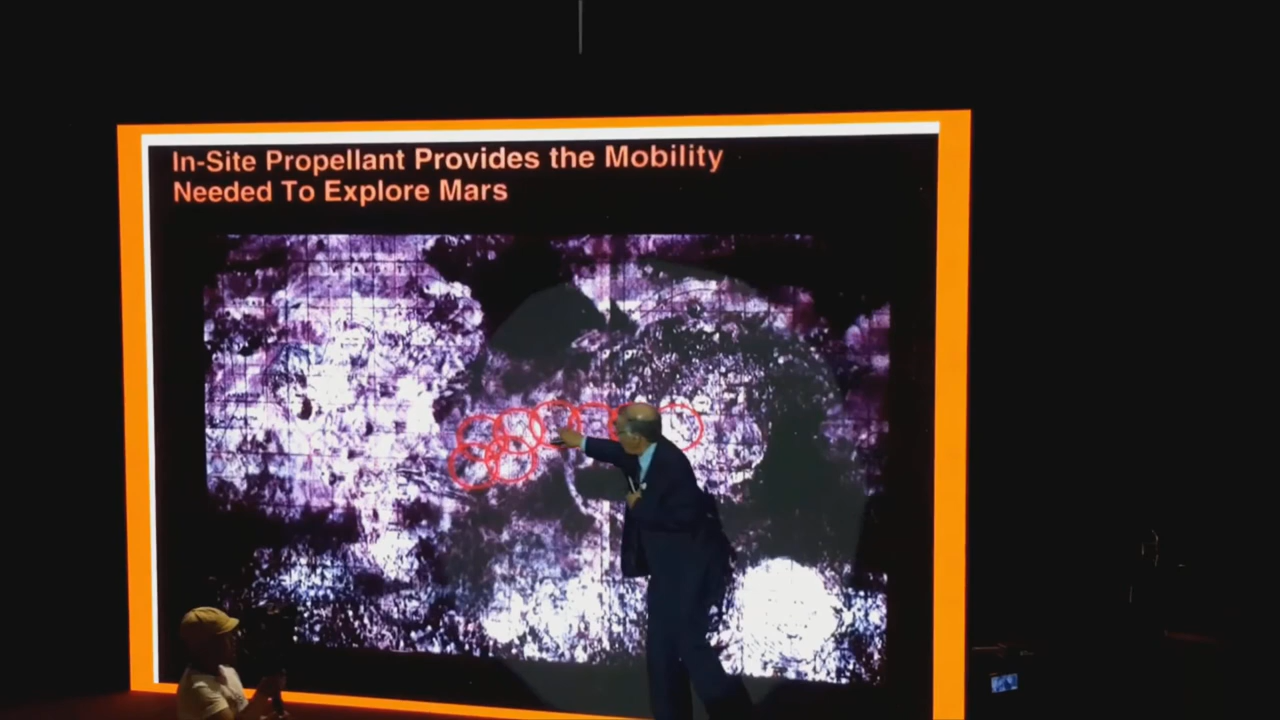 In-Site Propellant Provides the Mobility
Needed To Explore Mars